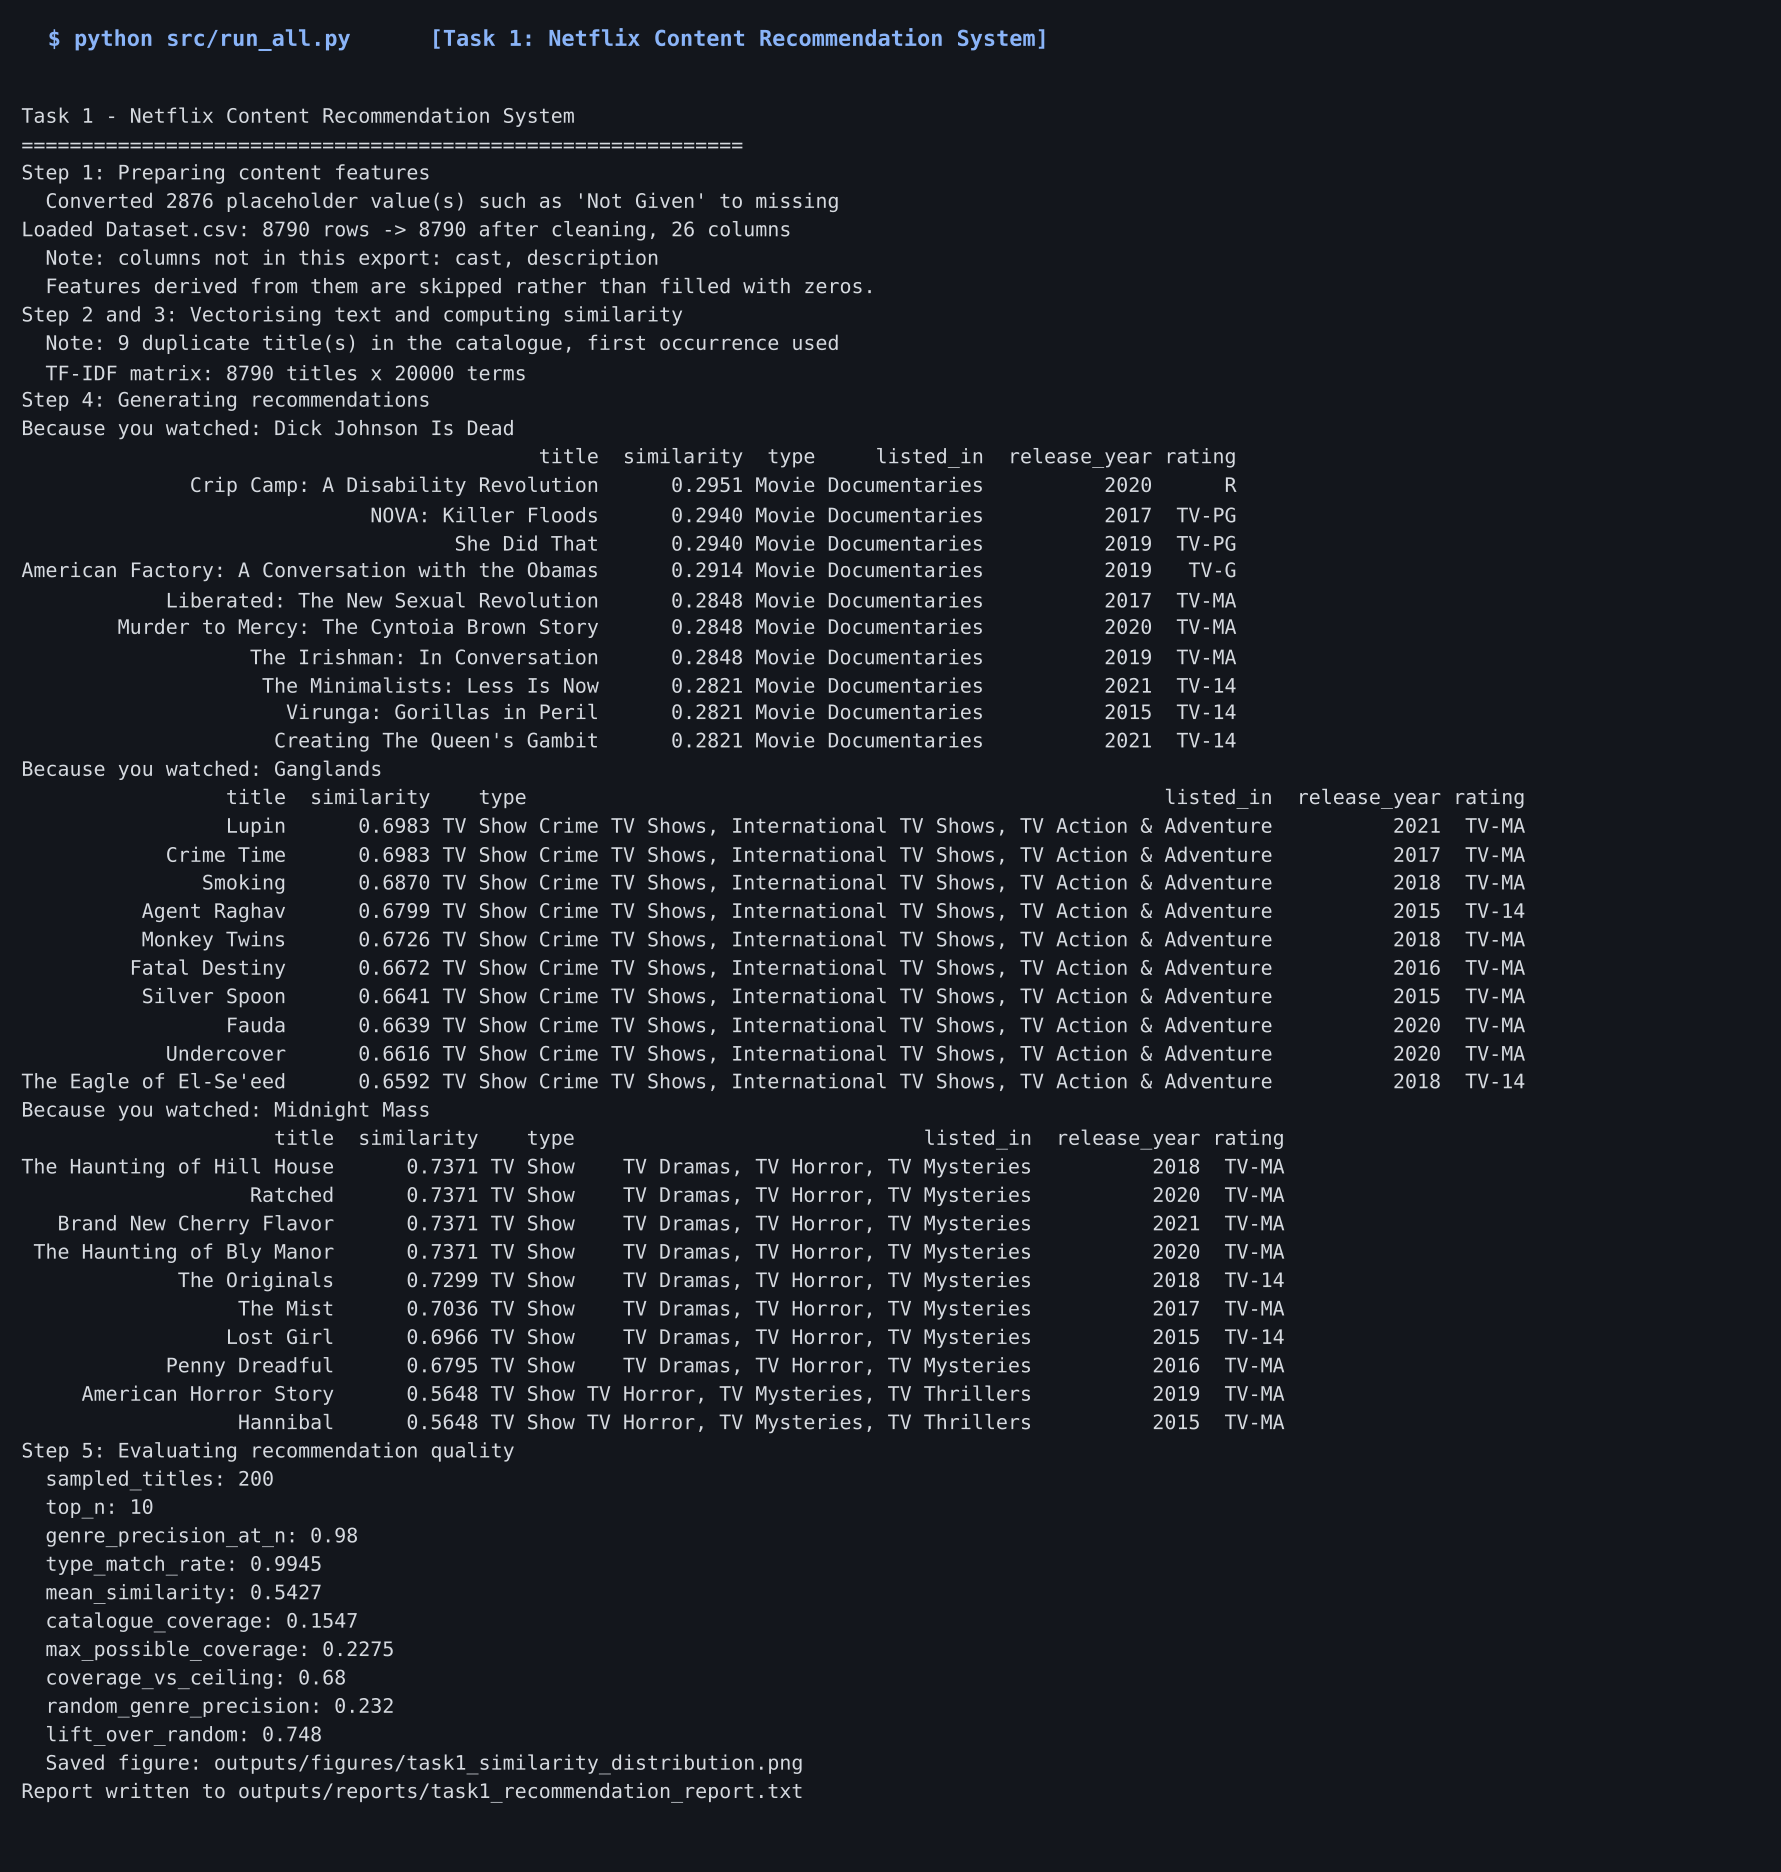 $ python src/run_all.py      [Task 1: Netflix Content Recommendation System]
Task 1 - Netflix Content Recommendation System
============================================================
Step 1: Preparing content features
  Converted 2876 placeholder value(s) such as 'Not Given' to missing
Loaded Dataset.csv: 8790 rows -> 8790 after cleaning, 26 columns
  Note: columns not in this export: cast, description
  Features derived from them are skipped rather than filled with zeros.
Step 2 and 3: Vectorising text and computing similarity
  Note: 9 duplicate title(s) in the catalogue, first occurrence used
  TF-IDF matrix: 8790 titles x 20000 terms
Step 4: Generating recommendations
Because you watched: Dick Johnson Is Dead
                                           title  similarity  type     listed_in  release_year rating
              Crip Camp: A Disability Revolution      0.2951 Movie Documentaries          2020      R
                             NOVA: Killer Floods      0.2940 Movie Documentaries          2017  TV-PG
                                    She Did That      0.2940 Movie Documentaries          2019  TV-PG
American Factory: A Conversation with the Obamas      0.2914 Movie Documentaries          2019   TV-G
            Liberated: The New Sexual Revolution      0.2848 Movie Documentaries          2017  TV-MA
        Murder to Mercy: The Cyntoia Brown Story      0.2848 Movie Documentaries          2020  TV-MA
                   The Irishman: In Conversation      0.2848 Movie Documentaries          2019  TV-MA
                    The Minimalists: Less Is Now      0.2821 Movie Documentaries          2021  TV-14
                      Virunga: Gorillas in Peril      0.2821 Movie Documentaries          2015  TV-14
                     Creating The Queen's Gambit      0.2821 Movie Documentaries          2021  TV-14
Because you watched: Ganglands
                 title  similarity    type                                                     listed_in  release_year rating
                 Lupin      0.6983 TV Show Crime TV Shows, International TV Shows, TV Action & Adventure          2021  TV-MA
            Crime Time      0.6983 TV Show Crime TV Shows, International TV Shows, TV Action & Adventure          2017  TV-MA
               Smoking      0.6870 TV Show Crime TV Shows, International TV Shows, TV Action & Adventure          2018  TV-MA
          Agent Raghav      0.6799 TV Show Crime TV Shows, International TV Shows, TV Action & Adventure          2015  TV-14
          Monkey Twins      0.6726 TV Show Crime TV Shows, International TV Shows, TV Action & Adventure          2018  TV-MA
         Fatal Destiny      0.6672 TV Show Crime TV Shows, International TV Shows, TV Action & Adventure          2016  TV-MA
          Silver Spoon      0.6641 TV Show Crime TV Shows, International TV Shows, TV Action & Adventure          2015  TV-MA
                 Fauda      0.6639 TV Show Crime TV Shows, International TV Shows, TV Action & Adventure          2020  TV-MA
            Undercover      0.6616 TV Show Crime TV Shows, International TV Shows, TV Action & Adventure          2020  TV-MA
The Eagle of El-Se'eed      0.6592 TV Show Crime TV Shows, International TV Shows, TV Action & Adventure          2018  TV-14
Because you watched: Midnight Mass
                     title  similarity    type                             listed_in  release_year rating
The Haunting of Hill House      0.7371 TV Show    TV Dramas, TV Horror, TV Mysteries          2018  TV-MA
                   Ratched      0.7371 TV Show    TV Dramas, TV Horror, TV Mysteries          2020  TV-MA
   Brand New Cherry Flavor      0.7371 TV Show    TV Dramas, TV Horror, TV Mysteries          2021  TV-MA
 The Haunting of Bly Manor      0.7371 TV Show    TV Dramas, TV Horror, TV Mysteries          2020  TV-MA
             The Originals      0.7299 TV Show    TV Dramas, TV Horror, TV Mysteries          2018  TV-14
                  The Mist      0.7036 TV Show    TV Dramas, TV Horror, TV Mysteries          2017  TV-MA
                 Lost Girl      0.6966 TV Show    TV Dramas, TV Horror, TV Mysteries          2015  TV-14
            Penny Dreadful      0.6795 TV Show    TV Dramas, TV Horror, TV Mysteries          2016  TV-MA
     American Horror Story      0.5648 TV Show TV Horror, TV Mysteries, TV Thrillers          2019  TV-MA
                  Hannibal      0.5648 TV Show TV Horror, TV Mysteries, TV Thrillers          2015  TV-MA
Step 5: Evaluating recommendation quality
  sampled_titles: 200
  top_n: 10
  genre_precision_at_n: 0.98
  type_match_rate: 0.9945
  mean_similarity: 0.5427
  catalogue_coverage: 0.1547
  max_possible_coverage: 0.2275
  coverage_vs_ceiling: 0.68
  random_genre_precision: 0.232
  lift_over_random: 0.748
  Saved figure: outputs/figures/task1_similarity_distribution.png
Report written to outputs/reports/task1_recommendation_report.txt